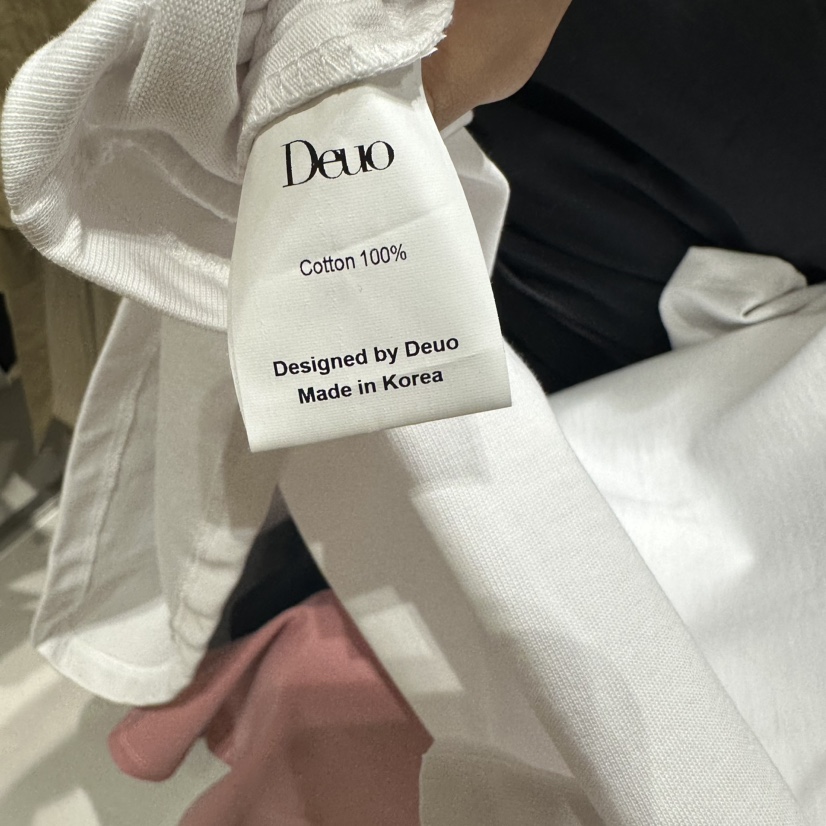 Deuo
Cotton 100%
Designed by Deuo
Made in Korea